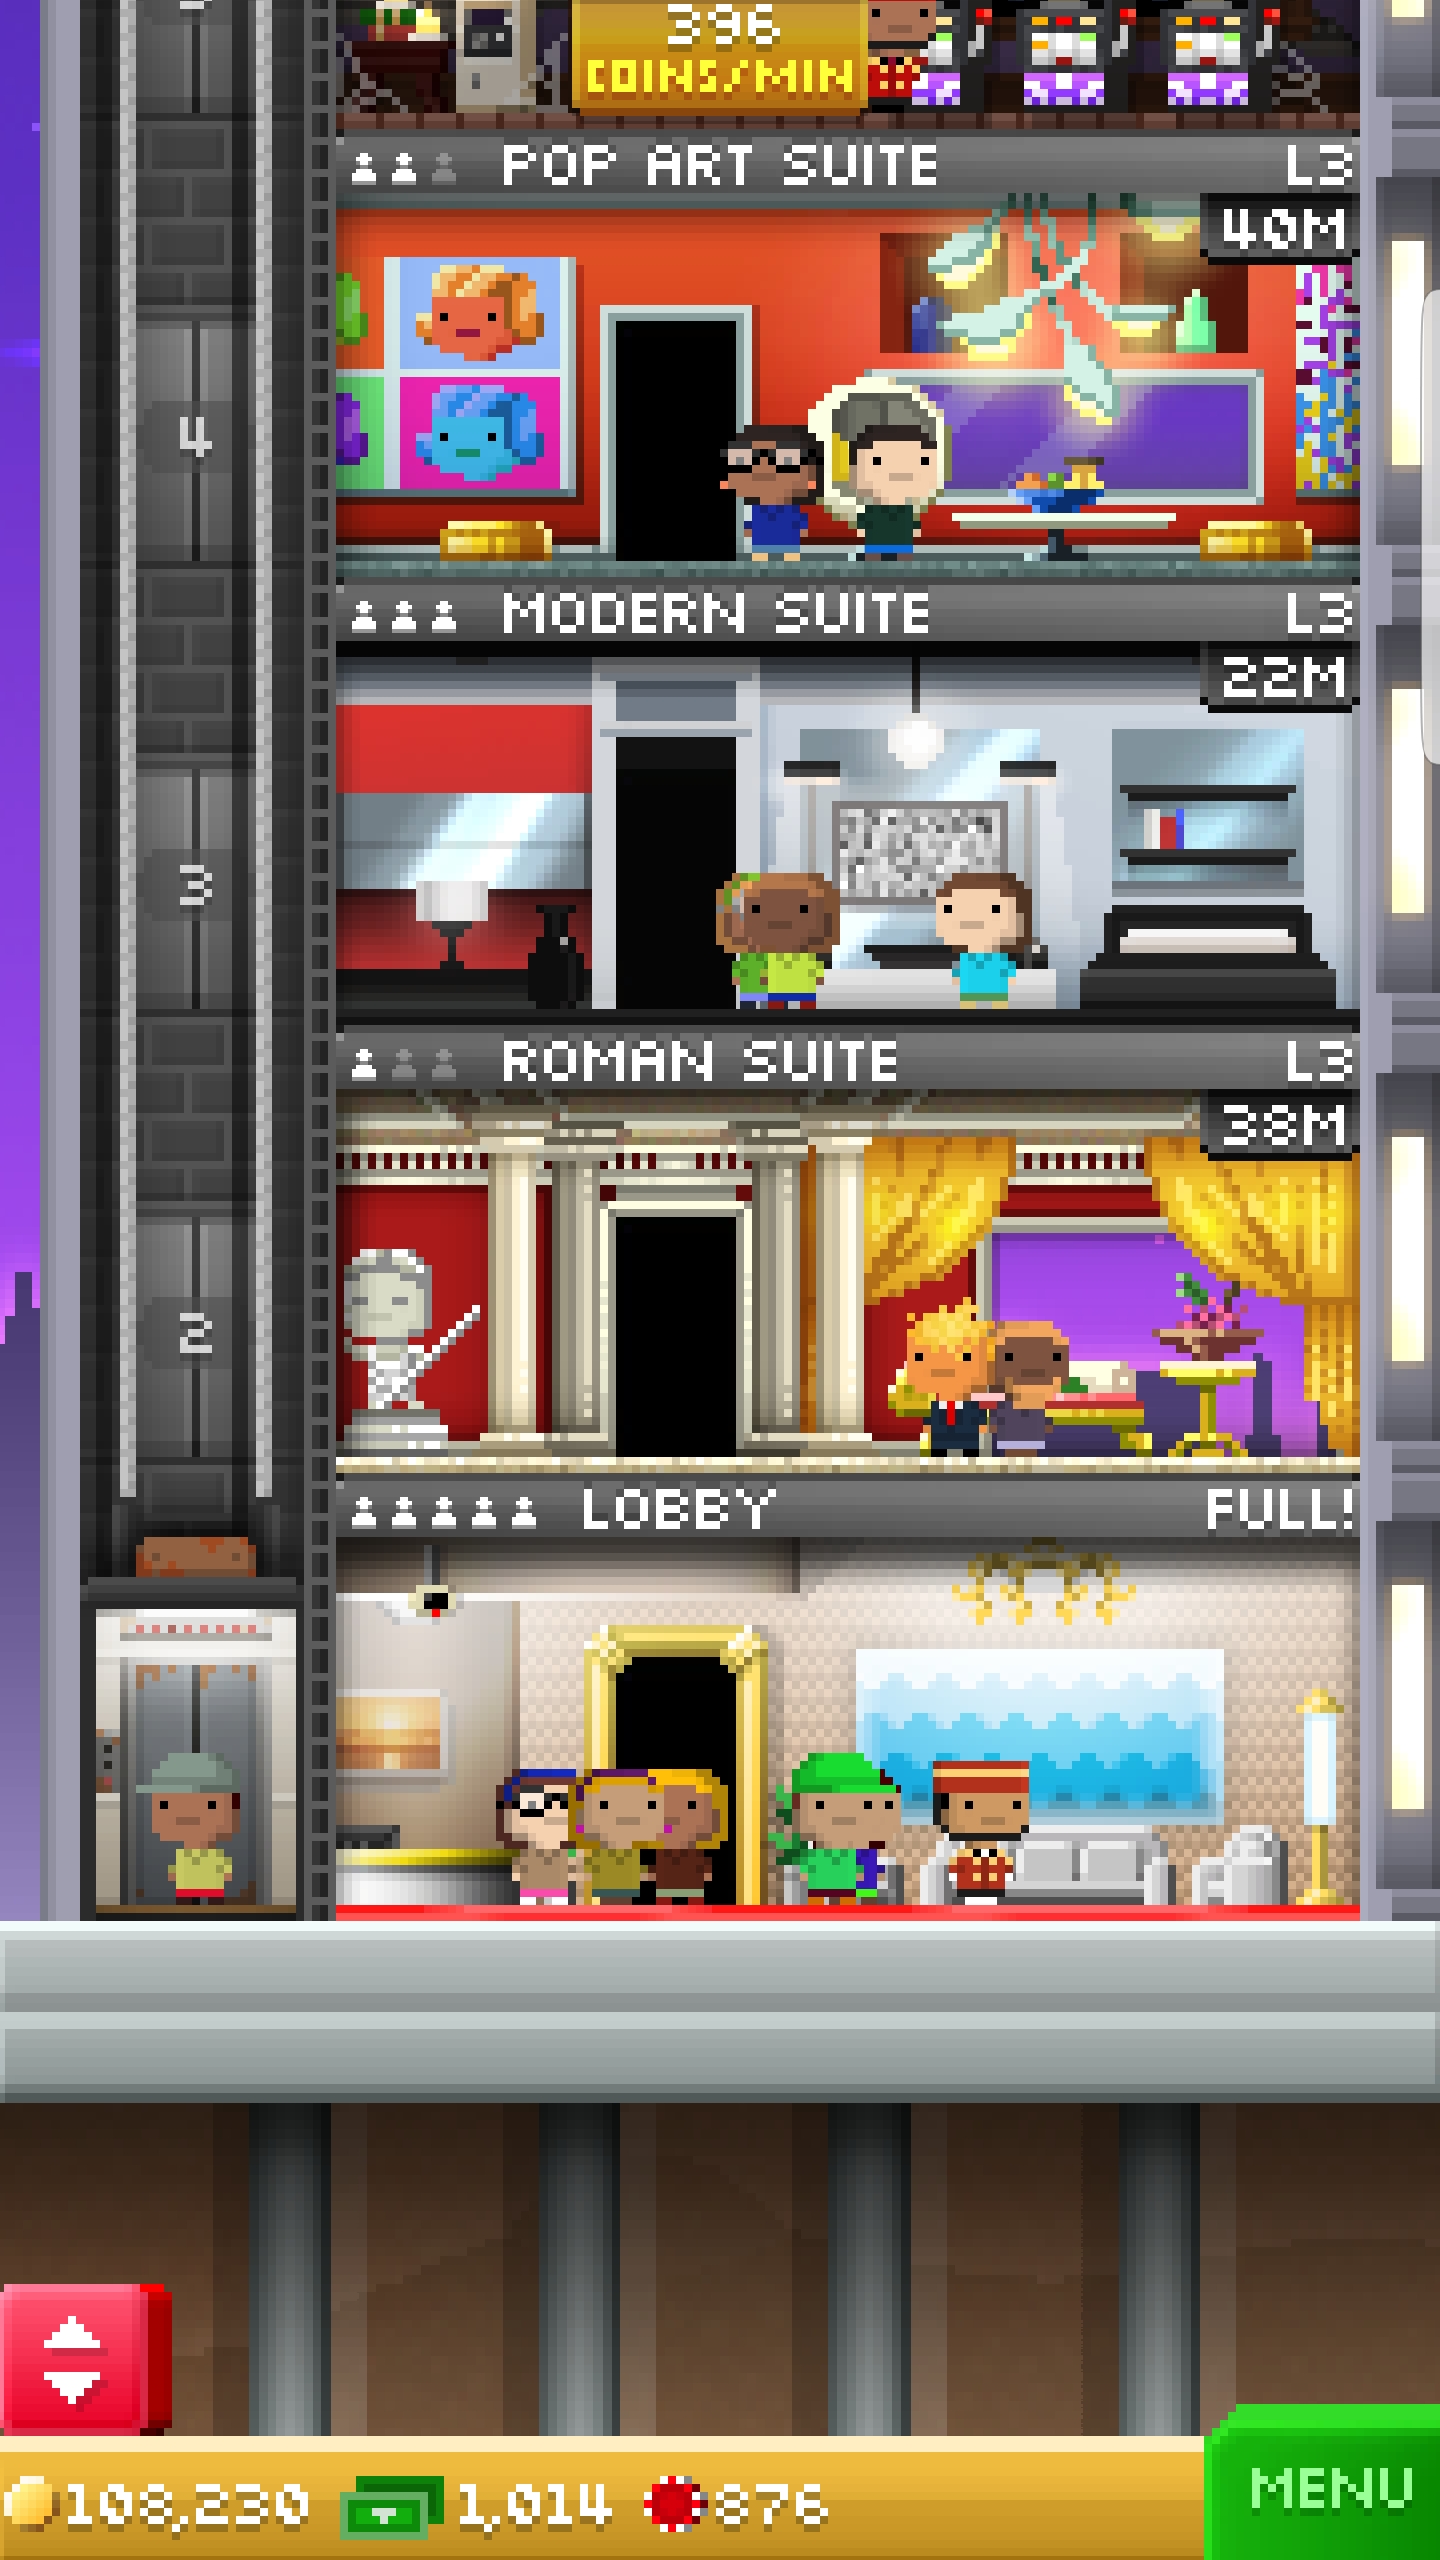 396
COINS/MIN
POP ART SUITE L3
40M
4
MODERN SUITE L3
22M
3
ROMAN SUITE L3
38M
2
LOBBY FULL!
108,230 1,014 876
MENU